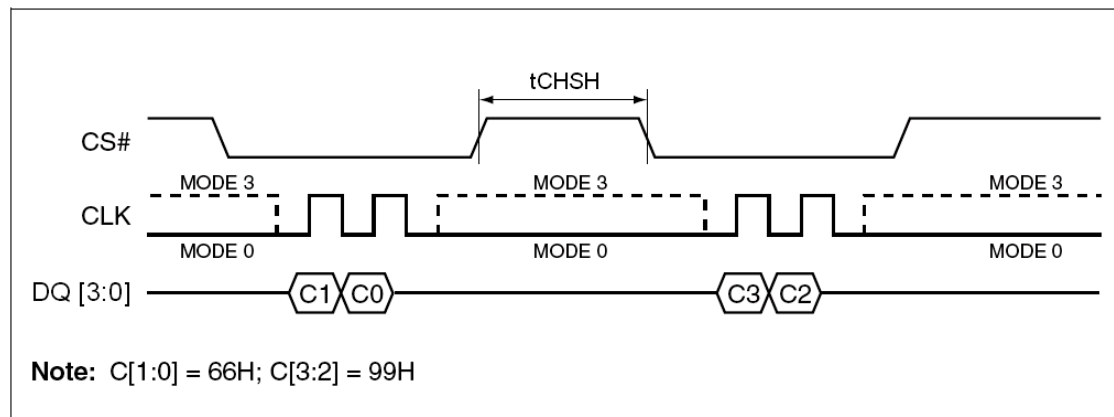 tCHSH
CS#
MODE 3 MODE 3 MODE 3
CLK
MODE 0 MODE 0 MODE 0
DQ [3:0] C1 C0 C3 C2
Note: C[1:0] = 66H; C[3:2] = 99H